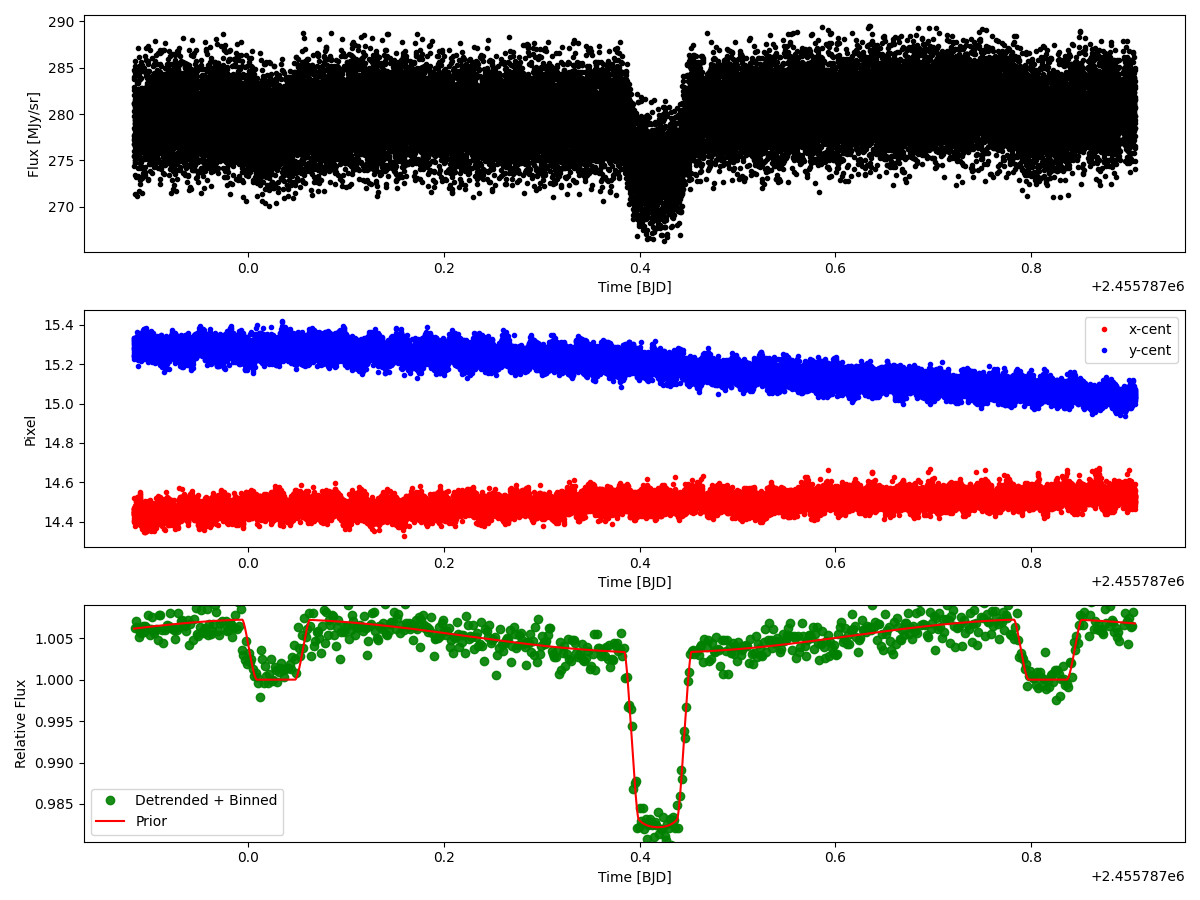 290
285
280
275
270
Flux [MJy/sr]
0.0 0.2 0.4 0.6 0.8
Time [BJD]
+2.455787e6
15.4
15.2
15.0
14.8
14.6
14.4
Pixel
x-cent
y-cent
0.0 0.2 0.4 0.6 0.8
Time [BJD]
+2.455787e6
1.005
1.000
0.995
0.990
0.985
Relative Flux
Detrended + Binned
Prior
0.0 0.2 0.4 0.6 0.8
Time [BJD]
+2.455787e6